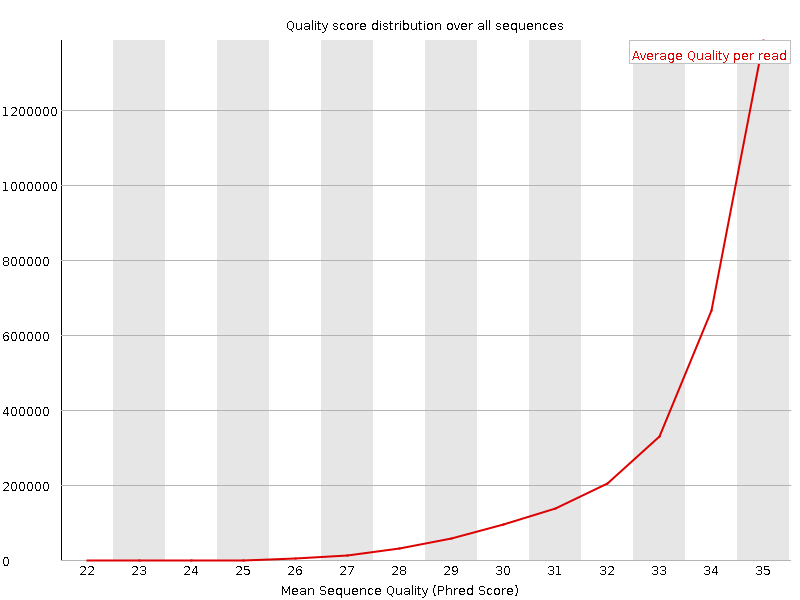 Quality score distribution over all sequences
Average Quality per read
1200000
1000000
800000
600000
400000
200000
0
22 23 24 25 26 27 28 29 30 31 32 33 34 35
Mean Sequence Quality (Phred Score)